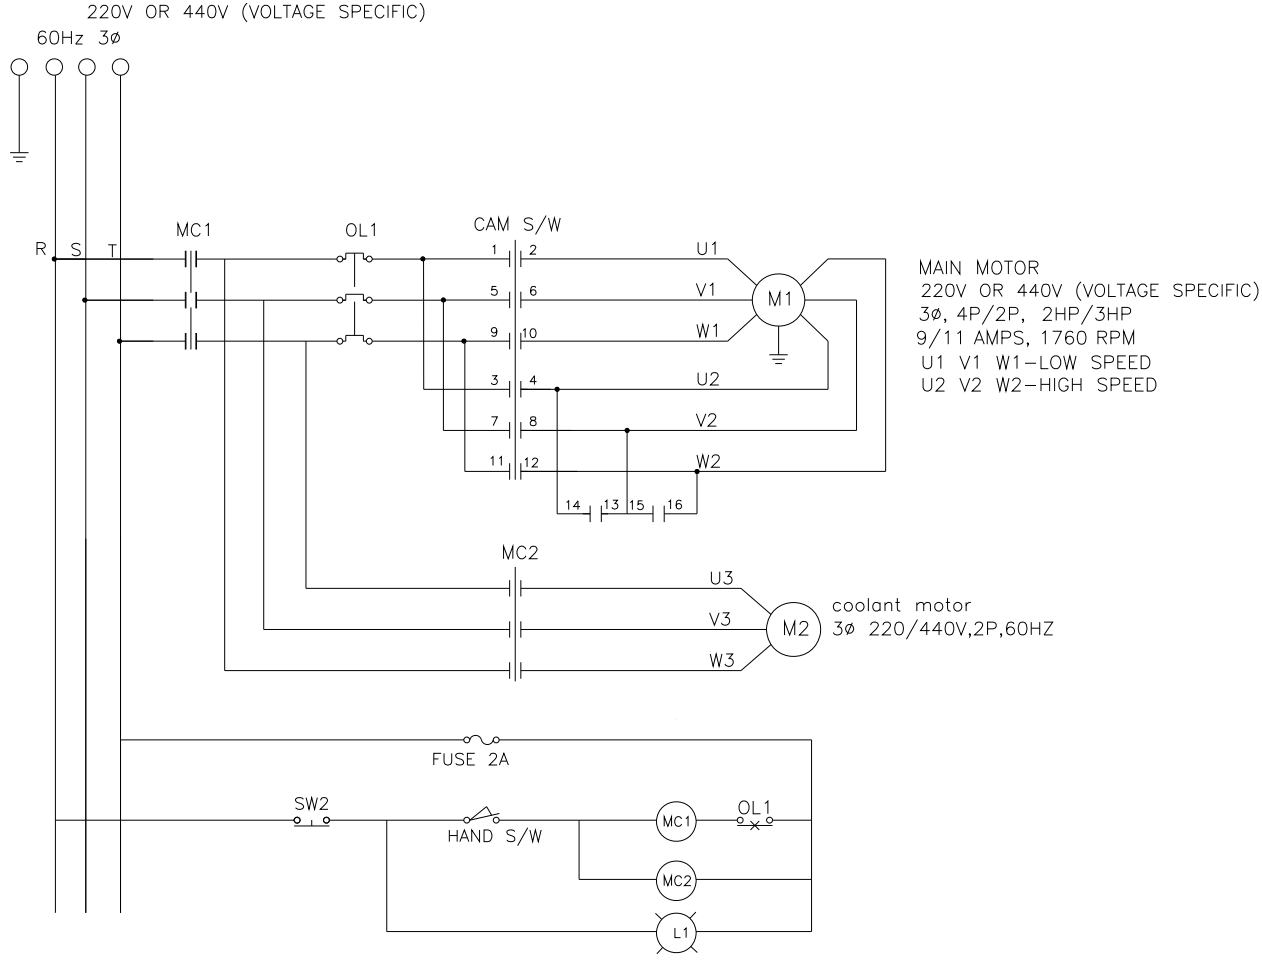 220V OR 440V (VOLTAGE SPECIFIC)
60Hz 3ø
MC1
OL1
CAM S/W
R S T
1 2
U1
5 6
V1
M1
9 10
W1
3 4
U2
7 8
V2
11 12
W2
14 13 15 16
MAIN MOTOR
220V OR 440V (VOLTAGE SPECIFIC)
3ø, 4P/2P, 2HP/3HP
9/11 AMPS, 1760 RPM
U1 V1 W1-LOW SPEED
U2 V2 W2-HIGH SPEED
MC2
U3
V3
W3
M2
coolant motor
3ø 220/440V,2P,60HZ
FUSE 2A
SW2
HAND S/W
MC1
OL1
MC2
L1